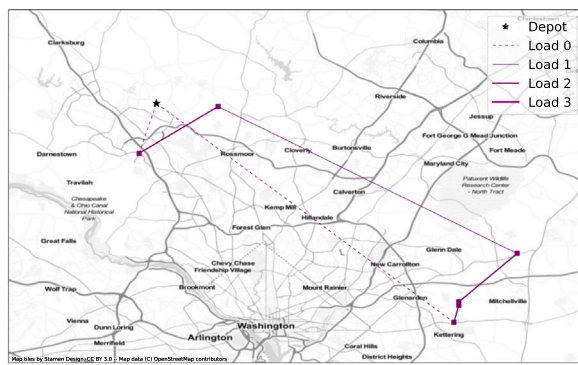 Charlestown
Clarksburg
Columbia
Depot
Load 0
Load 1
Load 2
Load 3
Riverside
Jessup
Fort George G Mead Junction
Fort Meade
Darnestown
Rossmoor
Cloverly
Burtonsville
Maryland City
Travilah
Calverton
Patuxent Wildlife
Research Center
- North Tract
Chesapeake
& Ohio Canal
National Historical
Park
Kemp Mill
Hillandale
Forest Glen
Great Falls
Glenn Dale
Chevy Chase
Friendship Village
New Carrollton
Wolf Trap
Brookmont
Mount Rainier
Glenarden
Mitchellville
Vienna
Dunn Loring
Washington
Kettering
Merrifield
Arlington
Coral Hills
District Heights
Map tiles by Stamen Design, CC BY 3.0 -- Map data (C) OpenStreetMap contributors